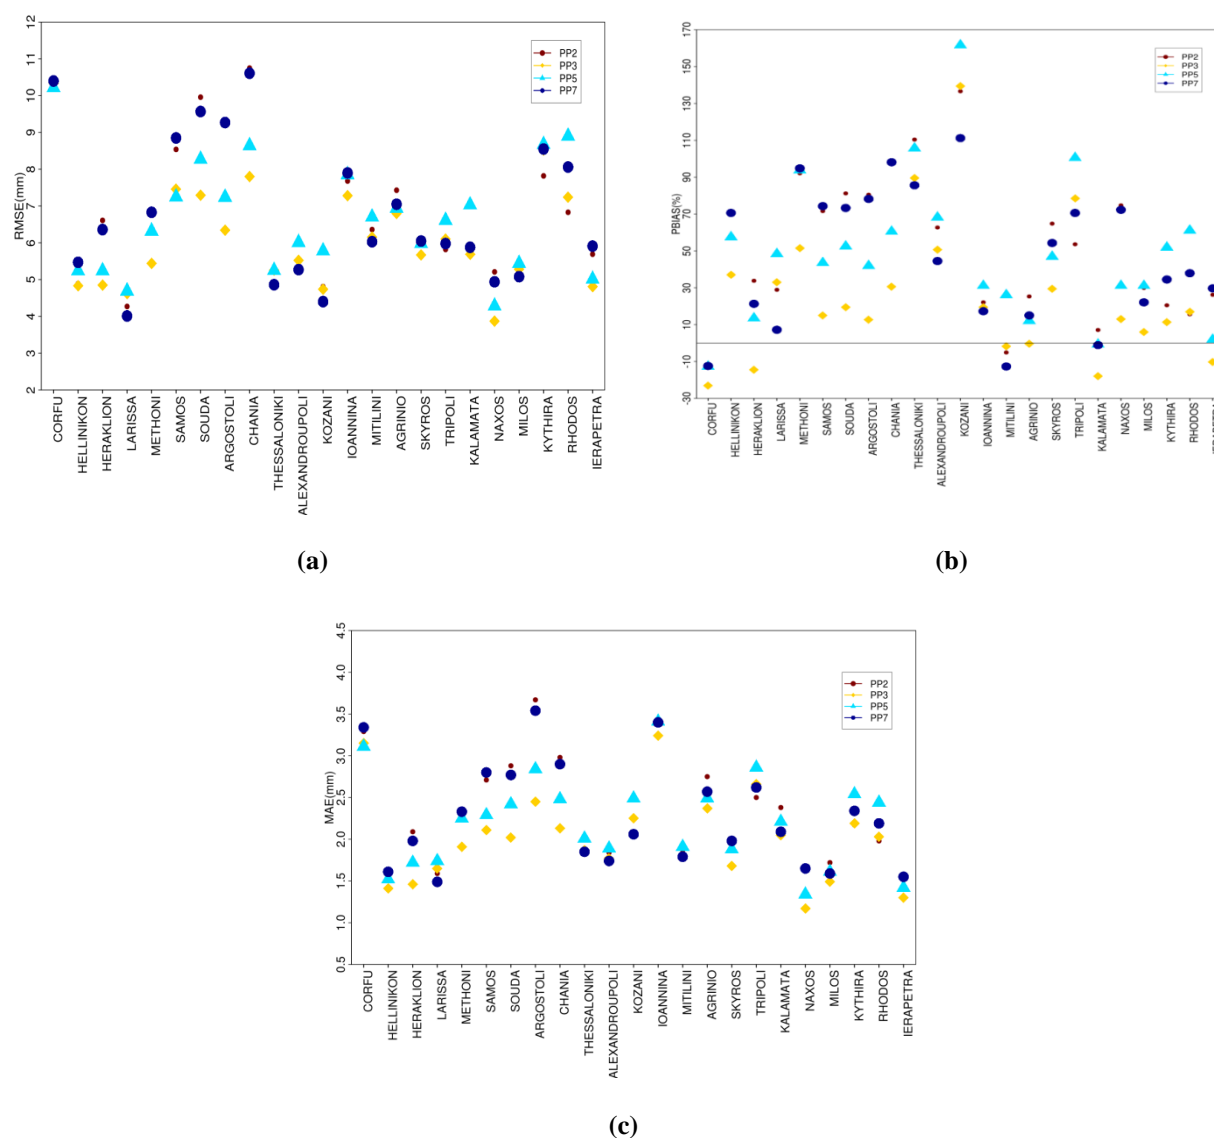 12
11
10
9
8
7
6
5
4
3
2
RMSE(mm)
PP2
PP3
PP5
PP7
CORFU
HELLINIKON
HERAKLION
LARISSA
METHONI
SAMOS
SOUDA
ARGOSTOLI
CHANIA
THESSALONIKI
ALEXANDROUPOLI
KOZANI
IOANNINA
MITILINI
AGRINIO
SKYROS
TRIPOLI
KALAMATA
NAXOS
MILOS
KYTHIRA
RHODOS
IERAPETRA
(a)
170
150
130
110
90
70
50
30
10
-10
-30
PBIAS(%)
PP2
PP3
PP5
PP7
CORFU
HELLINIKON
HERAKLION
LARISSA
METHONI
SAMOS
SOUDA
ARGOSTOLI
CHANIA
THESSALONIKI
ALEXANDROUPOLI
KOZANI
IOANNINA
MITILINI
AGRINIO
SKYROS
TRIPOLI
KALAMATA
NAXOS
MILOS
KYTHIRA
RHODOS
(b)
4.5
4.0
3.5
3.0
2.5
2.0
1.5
1.0
0.5
MAE(mm)
PP2
PP3
PP5
PP7
CORFU
HELLINIKON
HERAKLION
LARISSA
METHONI
SAMOS
SOUDA
ARGOSTOLI
CHANIA
THESSALONIKI
ALEXANDROUPOLI
KOZANI
IOANNINA
MITILINI
AGRINIO
SKYROS
TRIPOLI
KALAMATA
NAXOS
MILOS
KYTHIRA
RHODOS
IERAPETRA
(c)